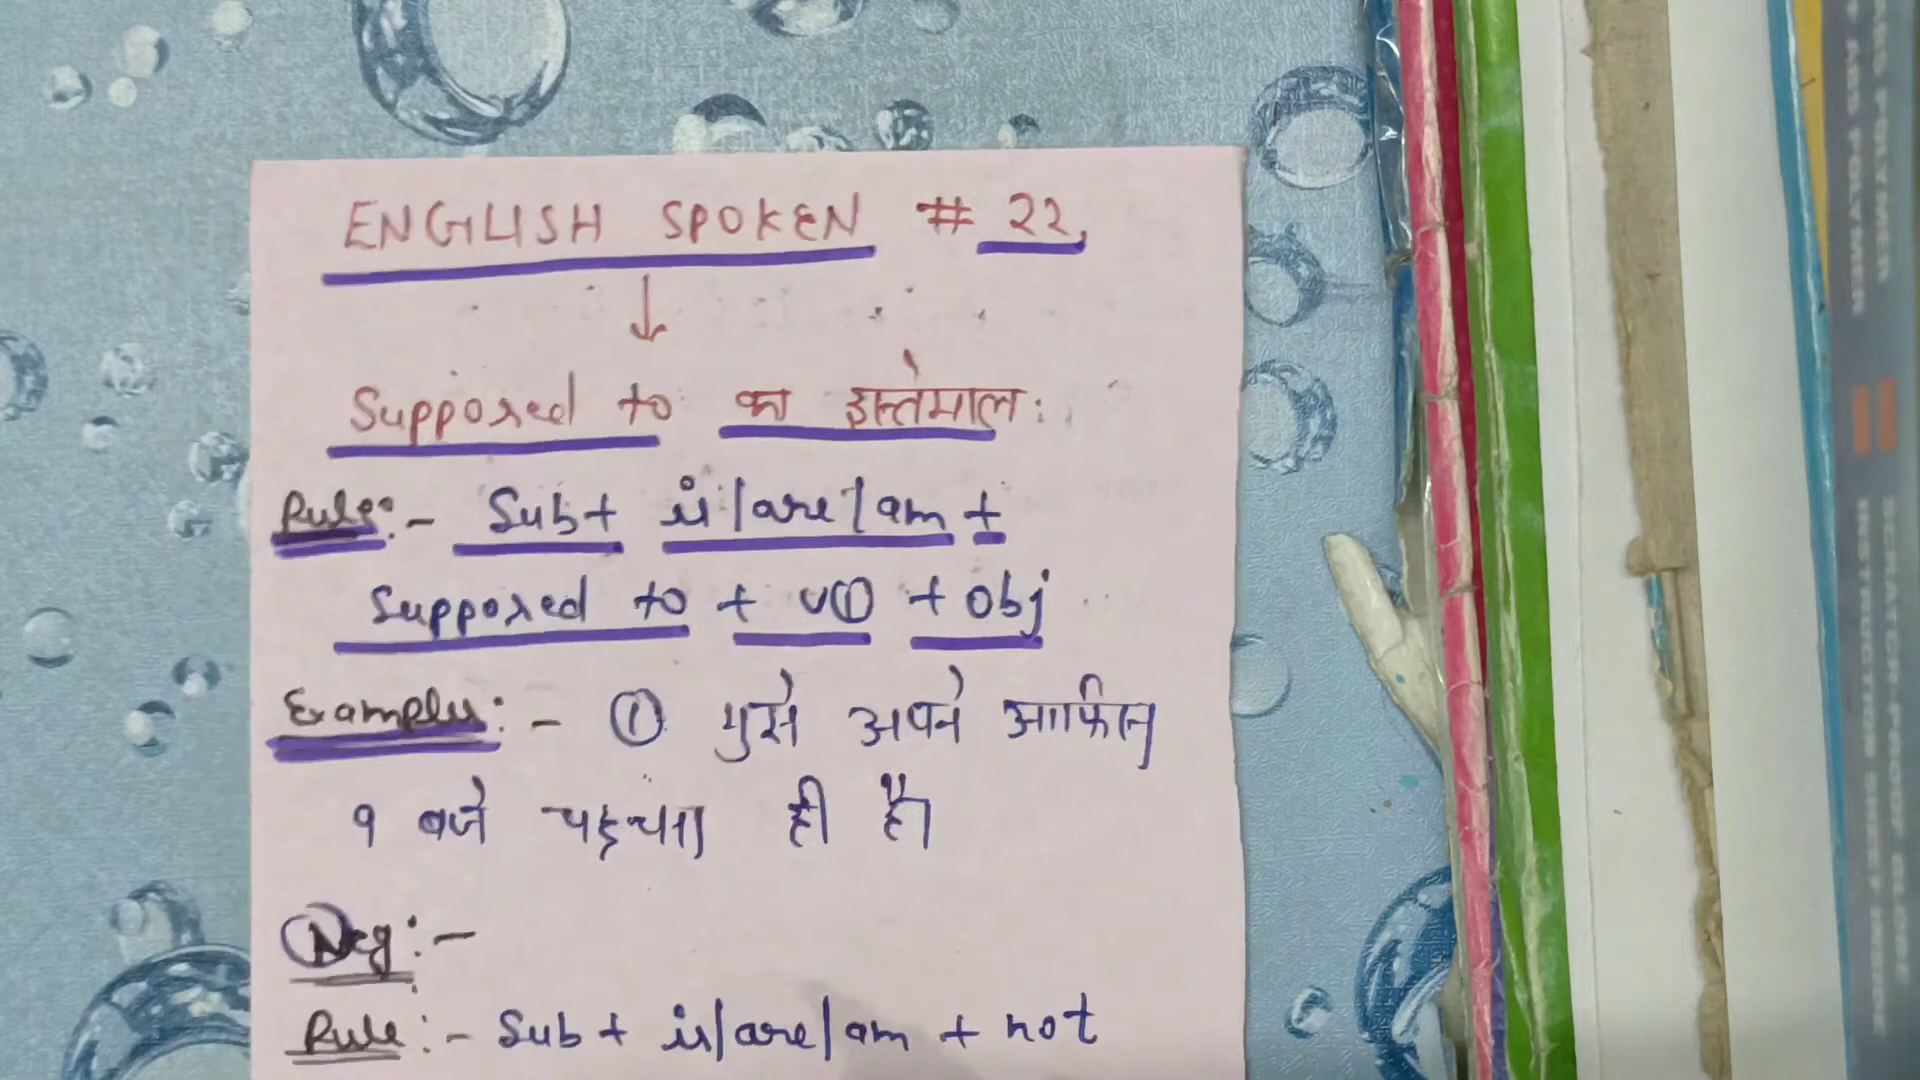 ENGLISH SPOKEN # 22,
Supposed to का इस्तेमाल :
Rule :- Sub + is/are/am +
Supposed to + v① + obj
Examples :- ① मुझे अपने आफिस
9 बजे पहुचना ही है।
Neg :-
Rule :- Sub + is/are/am + not